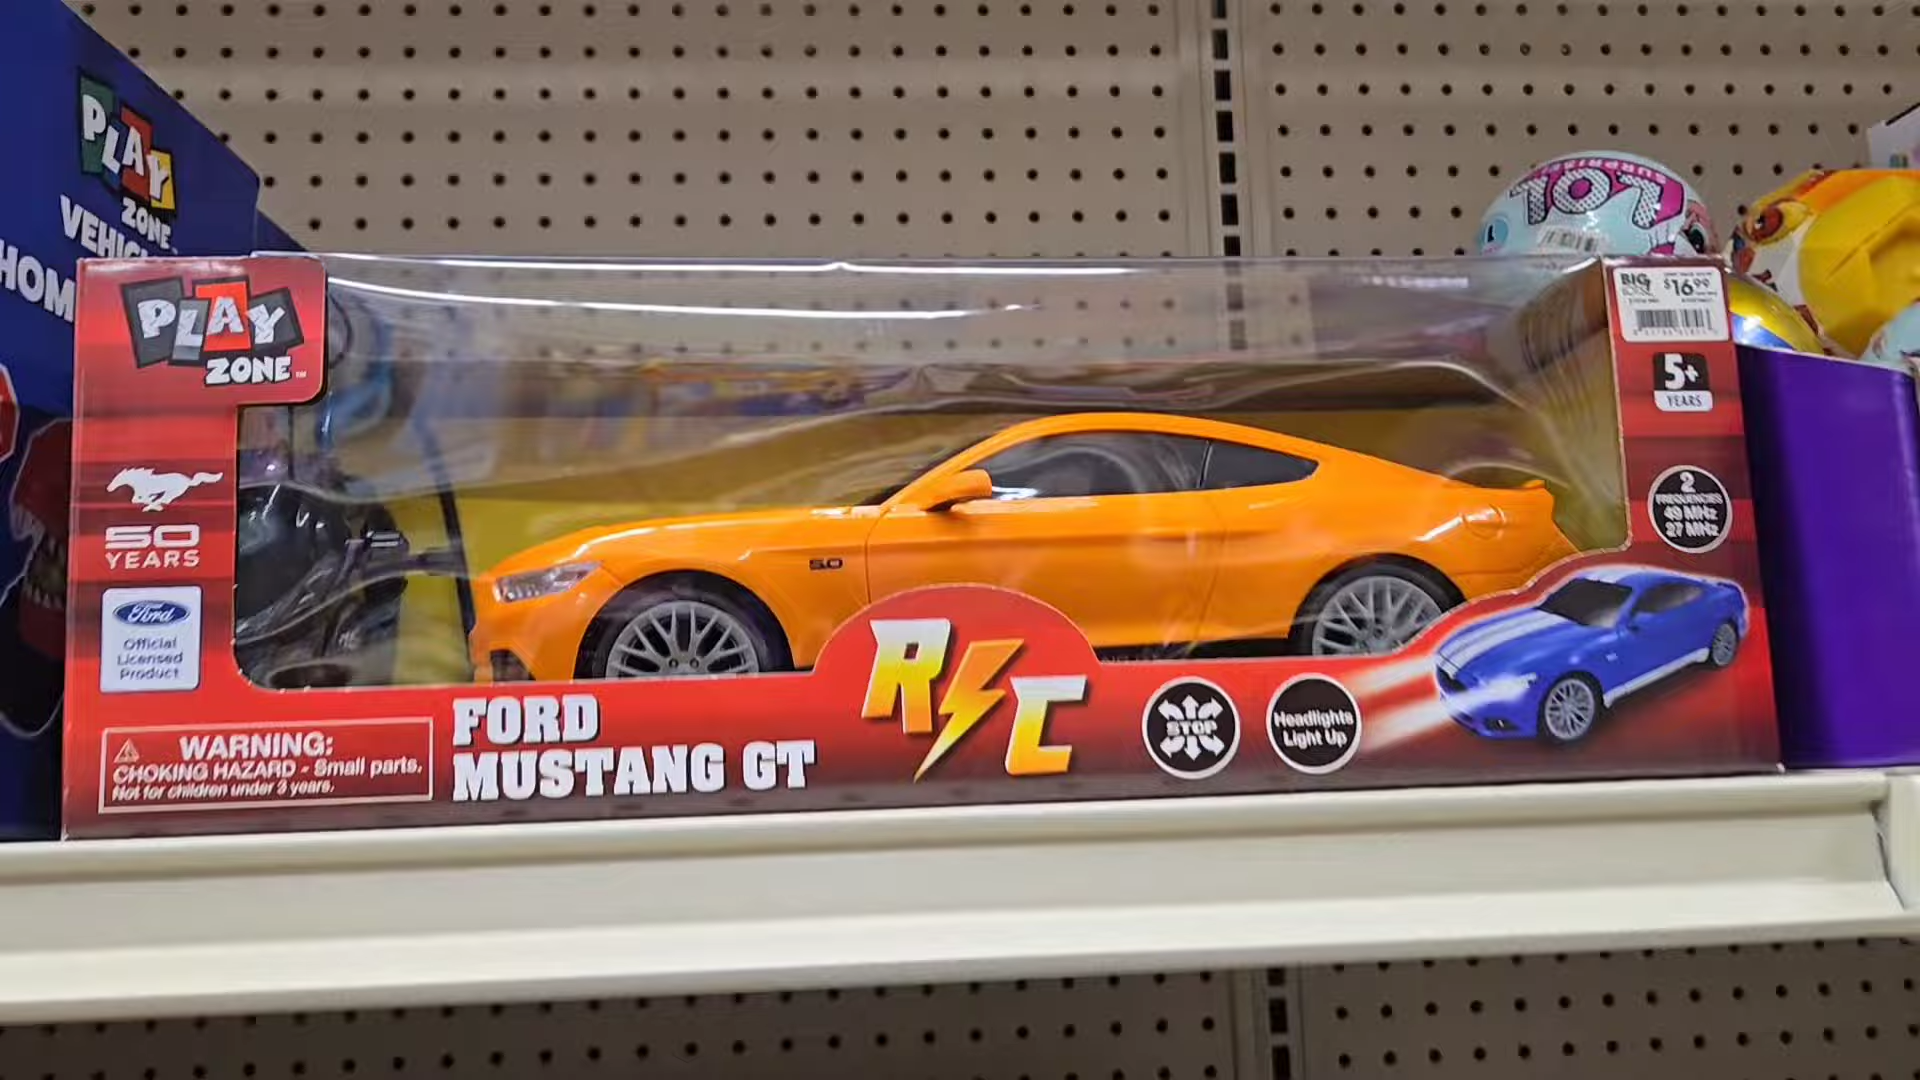 PLAY
ZONE
VEHIC
HOM
PLAY
ZONE™
50
YEARS
Ford
Official
Licensed
Product
WARNING:
CHOKING HAZARD - Small parts.
Not for children under 3 years.
FORD
MUSTANG GT
5.0
R/C
STOP
Headlights
Light Up
BIG
$16.99
5+
YEARS
2
FREQUENCIES
49 MHz
27 MHz
LOL
SURPRISE